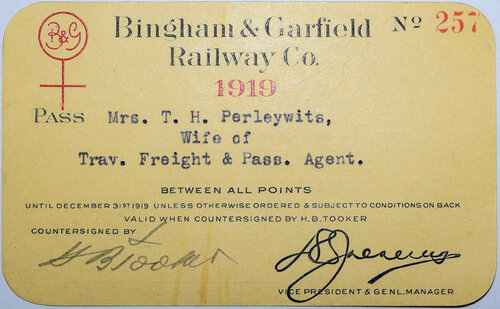 B&G
Bingham & Garfield
Railway Co.
Nº 257
1919
PASS Mrs. T. H. Perleywits,
Wife of
Trav. Freight & Pass. Agent.
BETWEEN ALL POINTS
UNTIL DECEMBER 31ST 1919 UNLESS OTHERWISE ORDERED & SUBJECT TO CONDITIONS ON BACK
VALID WHEN COUNTERSIGNED BY H.B. TOOKER
COUNTERSIGNED BY
H B Tooker
VICE PRESIDENT & GENL. MANAGER